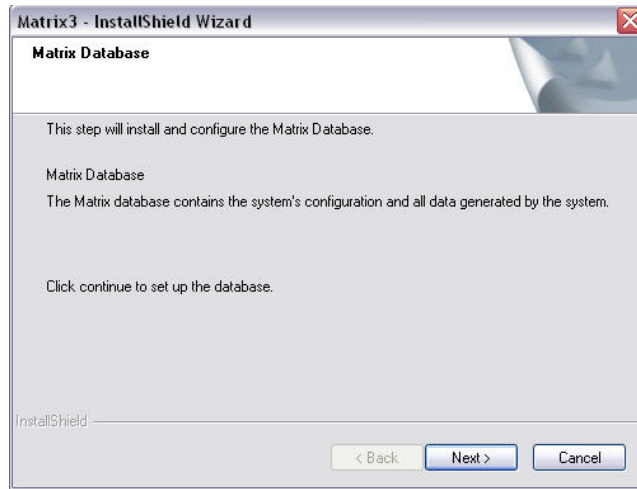 Matrix3 - InstallShield Wizard
Matrix Database
This step will install and configure the Matrix Database.
Matrix Database
The Matrix database contains the system's configuration and all data generated by the system.
Click continue to set up the database.
InstallShield
< Back Next > Cancel